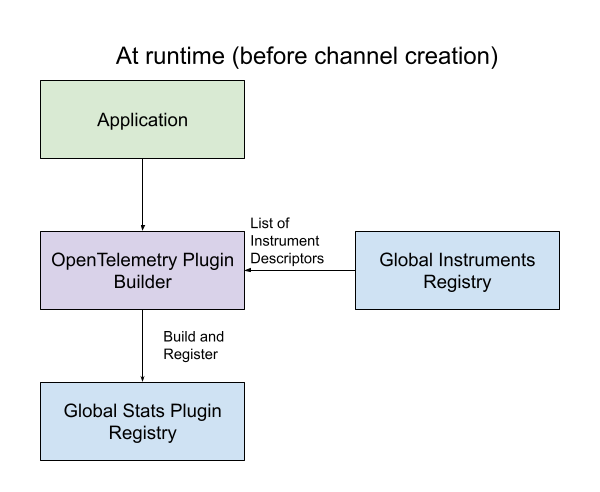 At runtime (before channel creation)
Application
List of
Instrument
Descriptors
OpenTelemetry Plugin
Builder
Global Instruments
Registry
Build and
Register
Global Stats Plugin
Registry